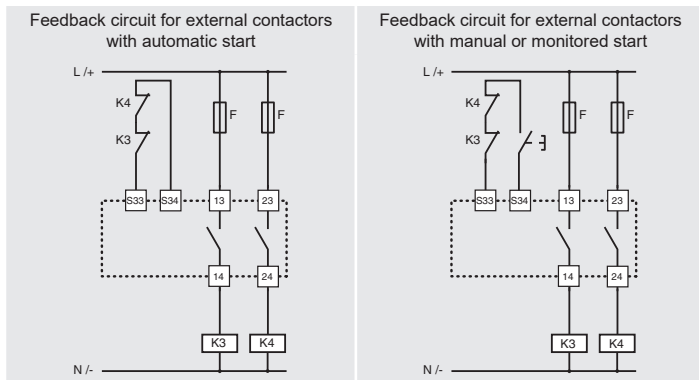 Feedback circuit for external contactors
with automatic start
L /+
K4
F
F
K3
S33
S34
13
23
14
24
K3
K4
N /-
Feedback circuit for external contactors
with manual or monitored start
L /+
K4
F
F
K3
S33
S34
13
23
14
24
K3
K4
N /-